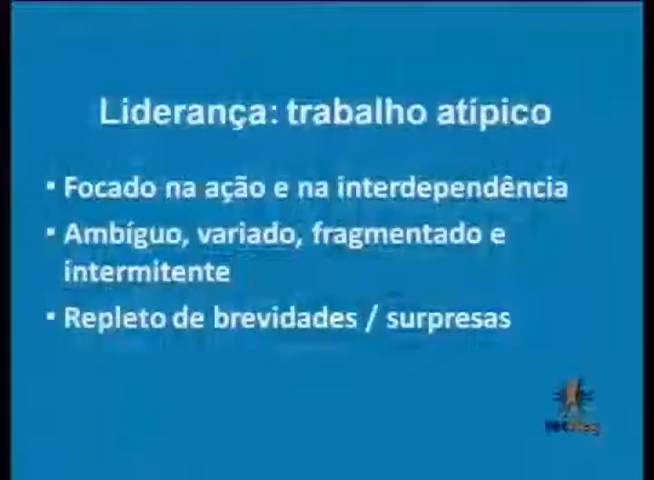 Liderança: trabalho atípico
▪ Focado na ação e na interdependência
▪ Ambíguo, variado, fragmentado e
intermitente
▪ Repleto de brevidades / surpresas